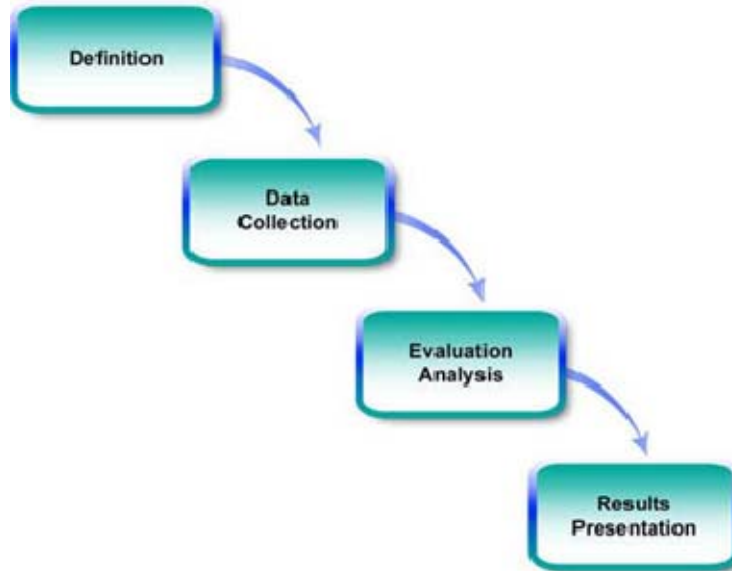 Definition
Data
Collection
Evaluation
Analysis
Results
Presentation